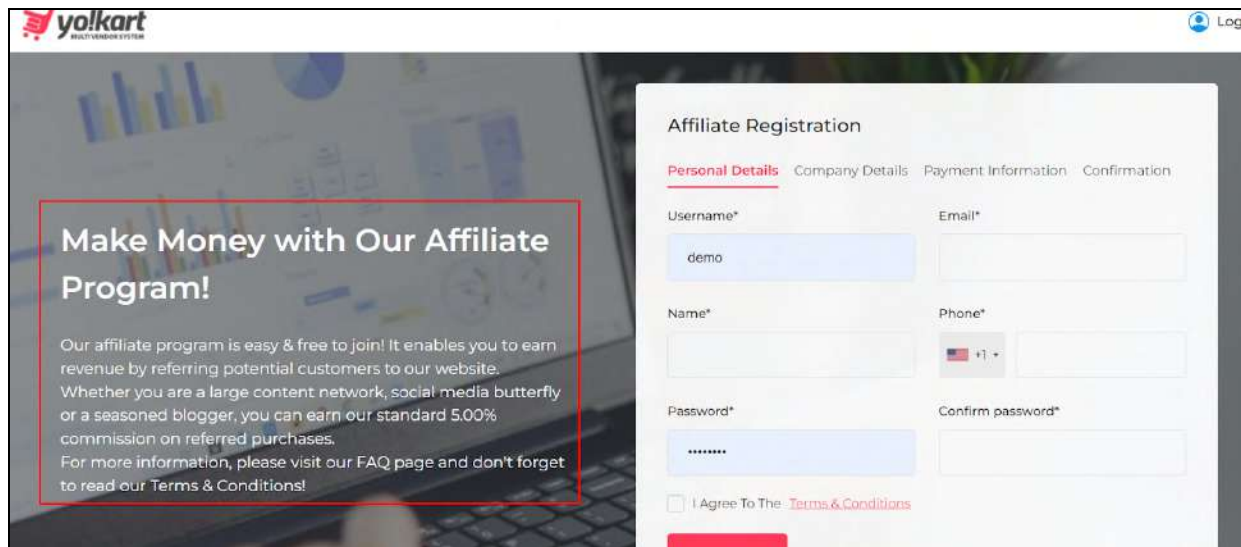 yo!kart
MULTI VENDOR SYSTEM
Log
Make Money with Our Affiliate
Program!
Our affiliate program is easy & free to join! It enables you to earn
revenue by referring potential customers to our website.
Whether you are a large content network, social media butterfly
or a seasoned blogger, you can earn our standard 5.00%
commission on referred purchases.
For more information, please visit our FAQ page and don't forget
to read our Terms & Conditions!
Affiliate Registration
Personal Details Company Details Payment Information Confirmation
Username* Email*
demo
Name* Phone*
+1
Password* Confirm password*
••••••••
I Agree To The Terms & Conditions